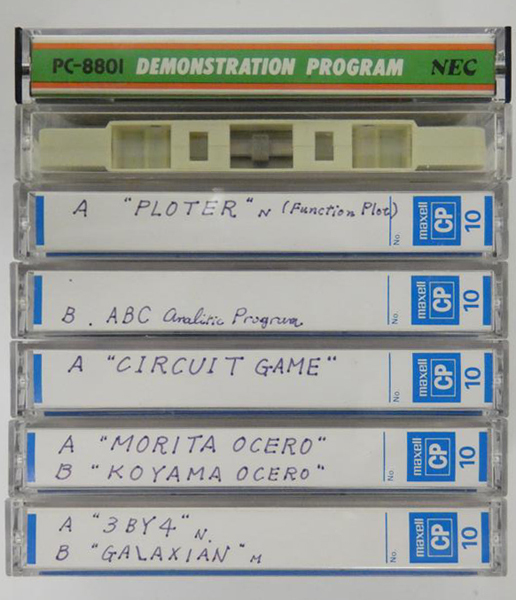 PC-8801 DEMONSTRATION PROGRAM NEC
A "PLOTER" N (Function Plot)
No. maxell CP 10
B. ABC Analitic Program
No. maxell CP 10
A "CIRCUIT GAME"
No. maxell CP 10
A "MORITA OCERO"
B "KOYAMA OCERO"
No. maxell CP 10
A "3 BY 4" N.
B "GALAXIAN" M
No. maxell CP 10